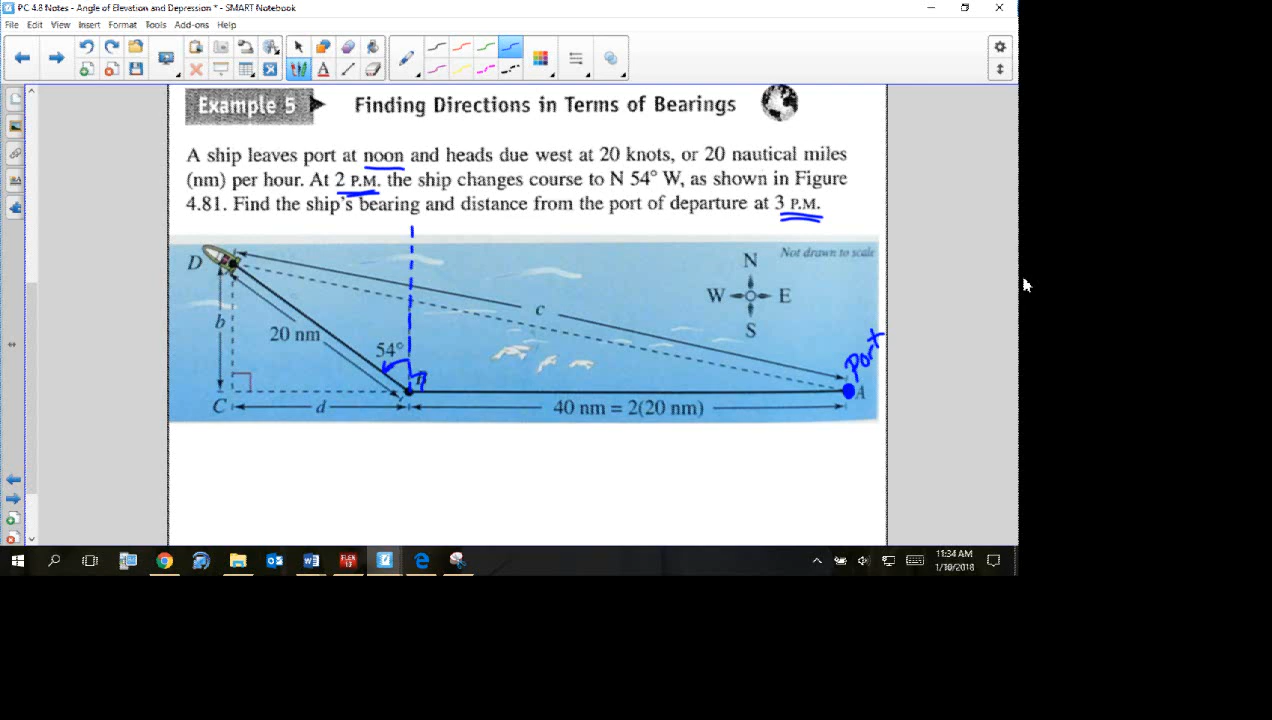 PC 4.8 Notes - Angle of Elevation and Depression * - SMART Notebook
File Edit View Insert Format Tools Add-ons Help
Example 5 Finding Directions in Terms of Bearings
A ship leaves port at noon and heads due west at 20 knots, or 20 nautical miles
(nm) per hour. At 2 P.M. the ship changes course to N 54° W, as shown in Figure
4.81. Find the ship's bearing and distance from the port of departure at 3 P.M.
Not drawn to scale
N
D
W E
c
b
20 nm
S
54°
Port
B
A
C
d
40 nm = 2(20 nm)
11:34 AM
1/10/2018